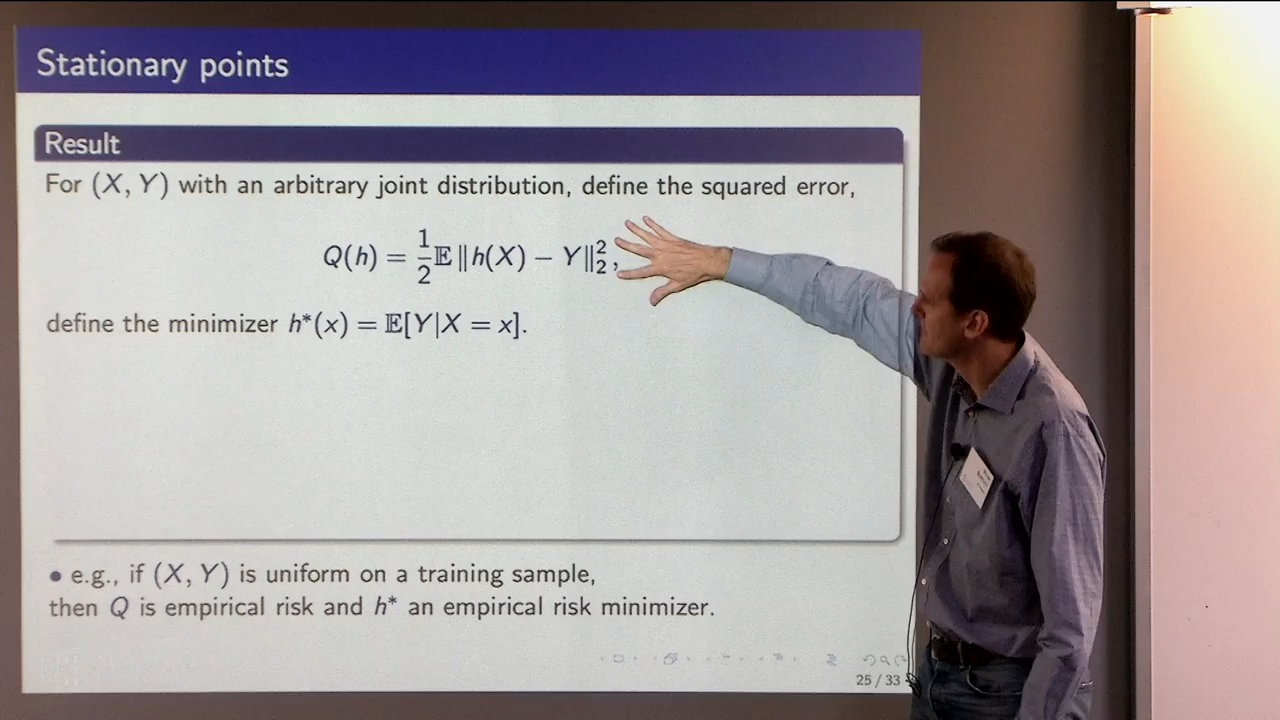 Stationary points
Result
For (X, Y) with an arbitrary joint distribution, define the squared error,
Q(h) = 1/2 𝔼 ‖h(X) − Y‖₂²,
define the minimizer h*(x) = 𝔼[Y|X = x].
• e.g., if (X, Y) is uniform on a training sample,
then Q is empirical risk and h* an empirical risk minimizer.
25 / 33